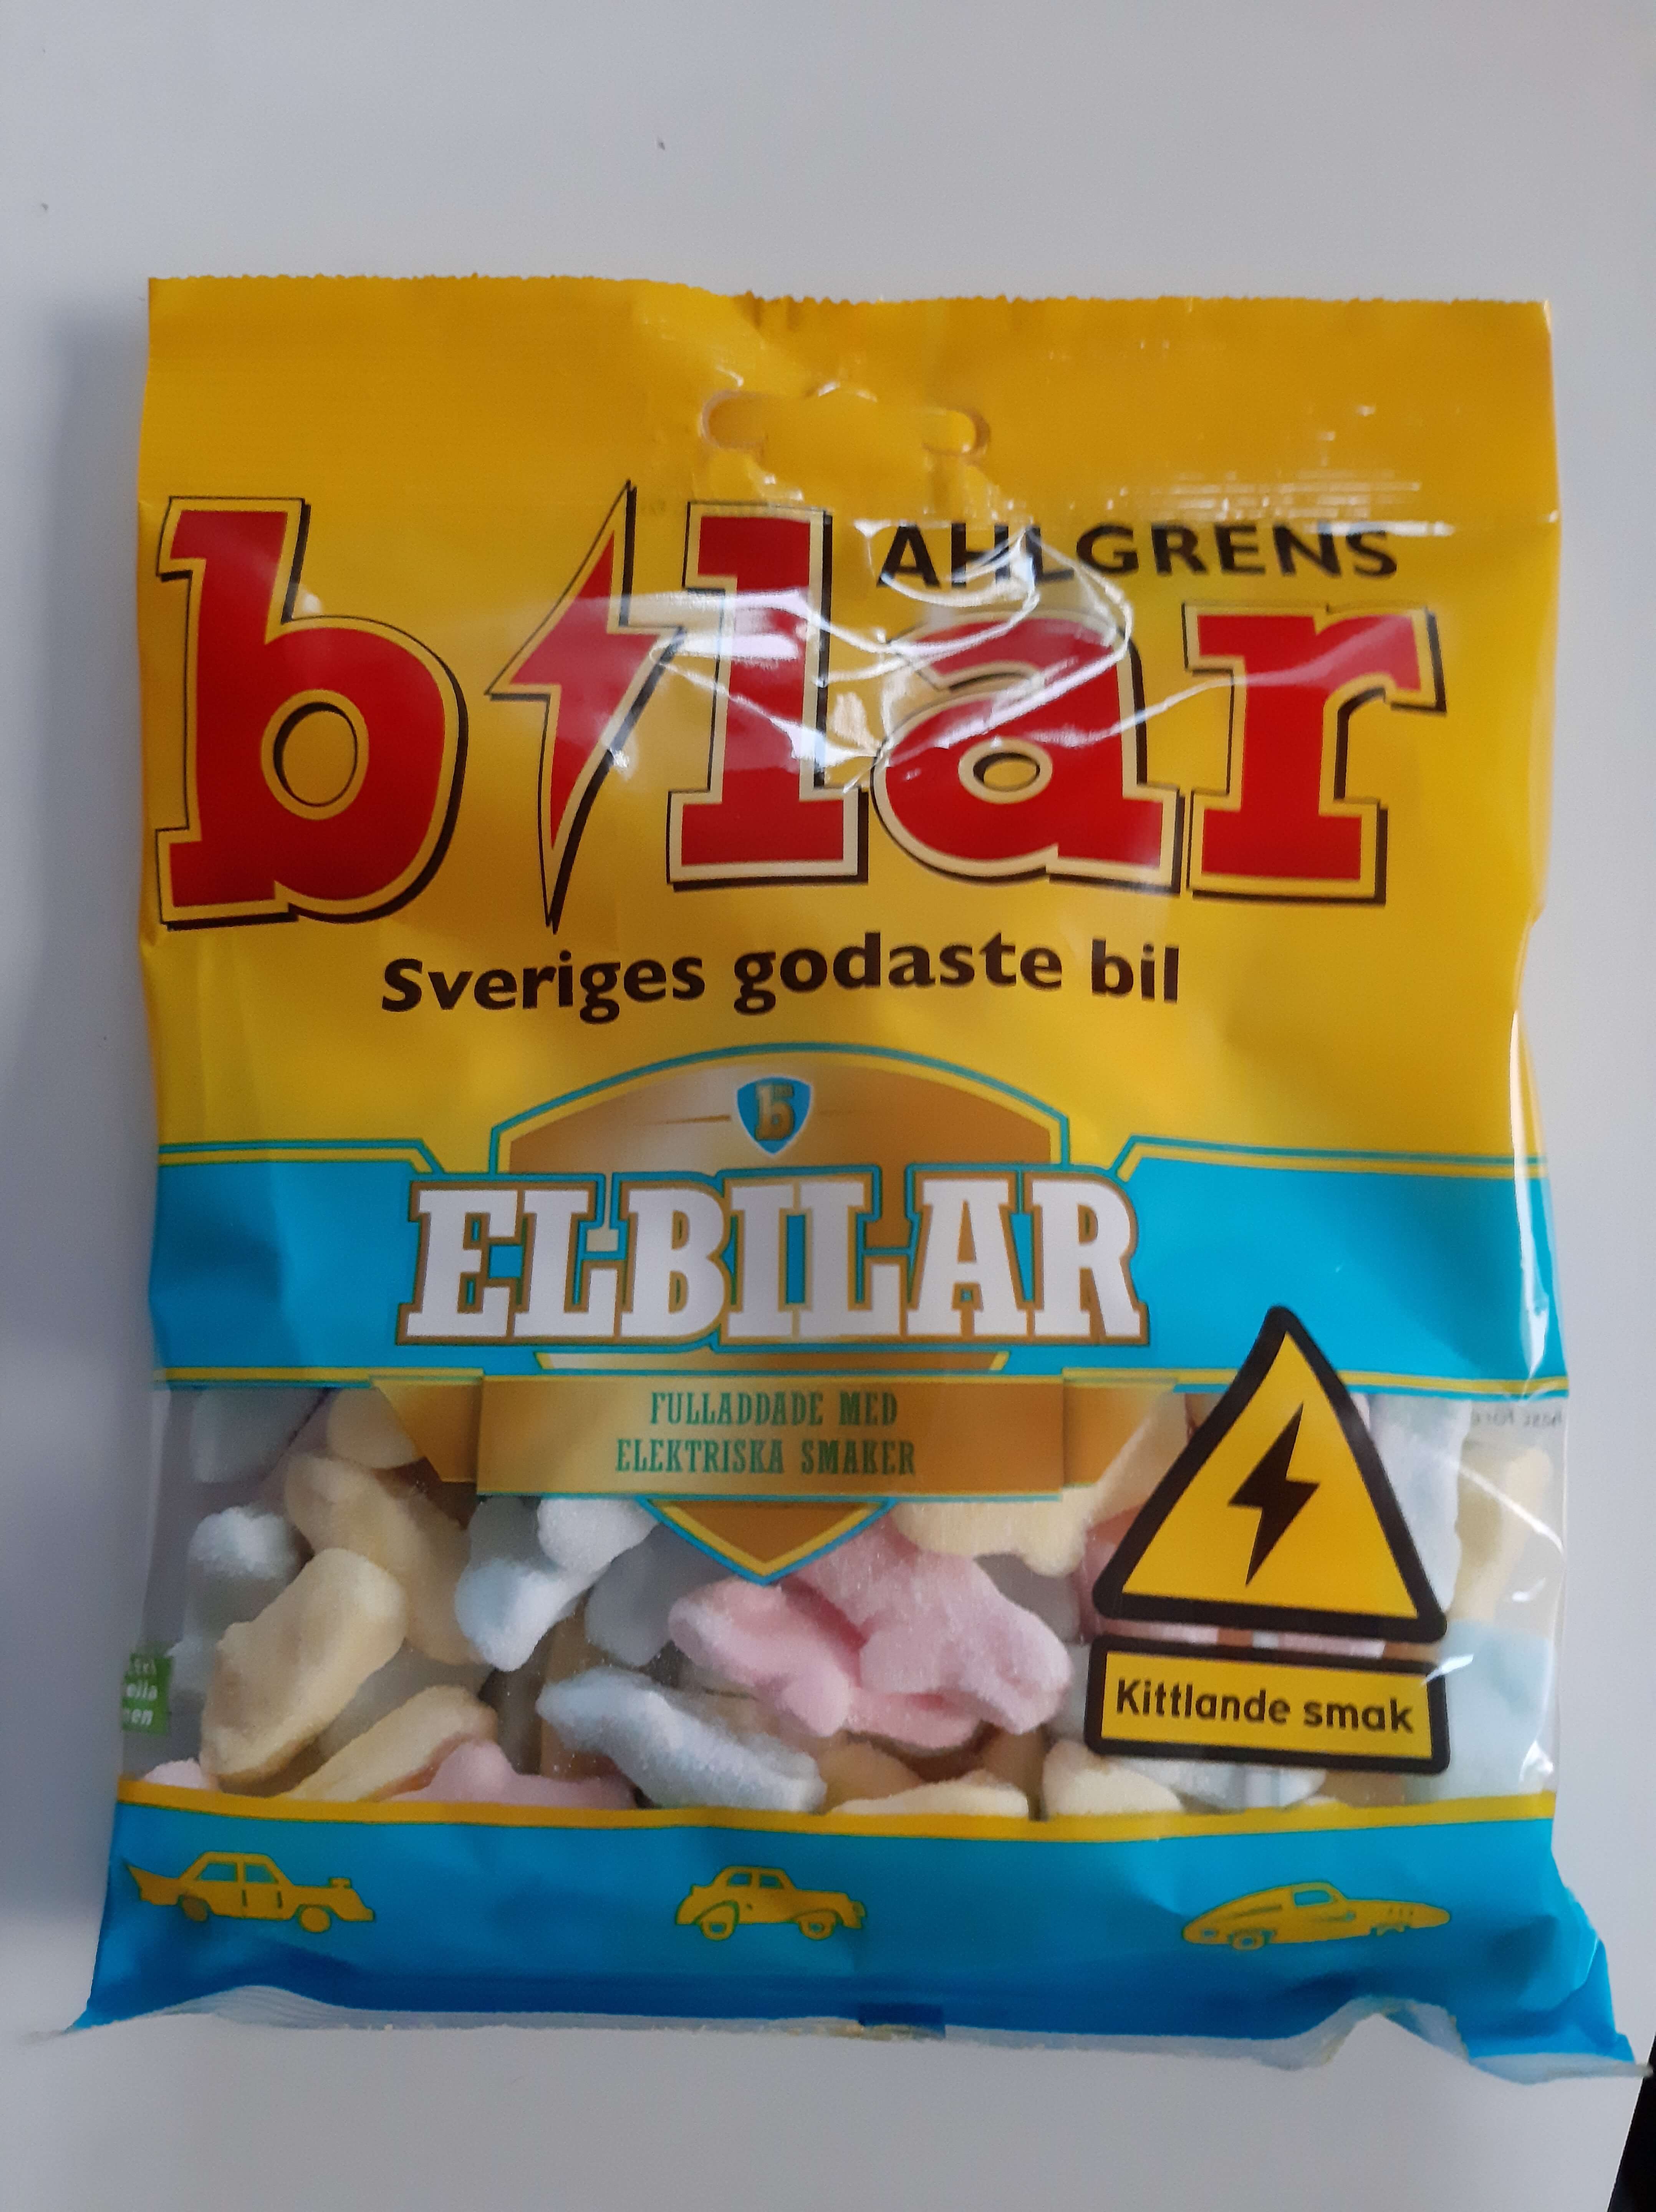 AHLGRENS
bilar
Sveriges godaste bil
b
ELBILAR
FULLADDADE MED
ELEKTRISKA SMAKER
Kittlande smak